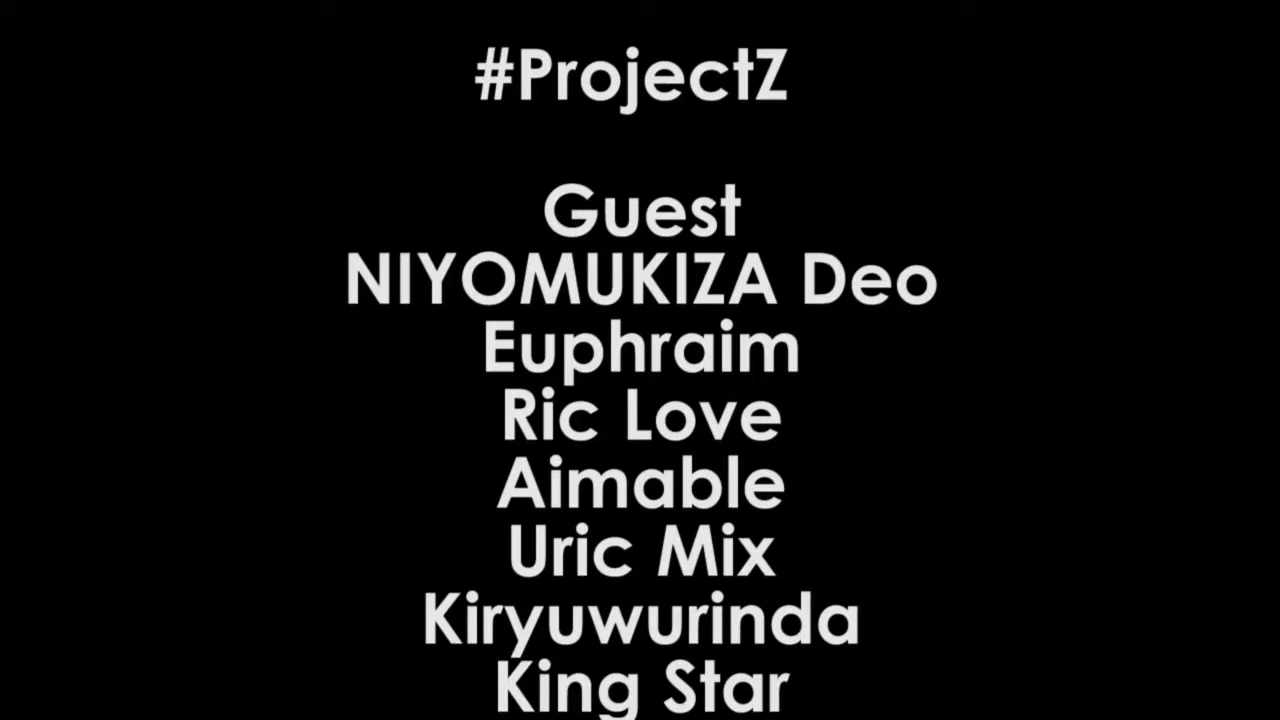 #ProjectZ
Guest
NIYOMUKIZA Deo
Euphraim
Ric Love
Aimable
Uric Mix
Kiryuwurinda
King Star